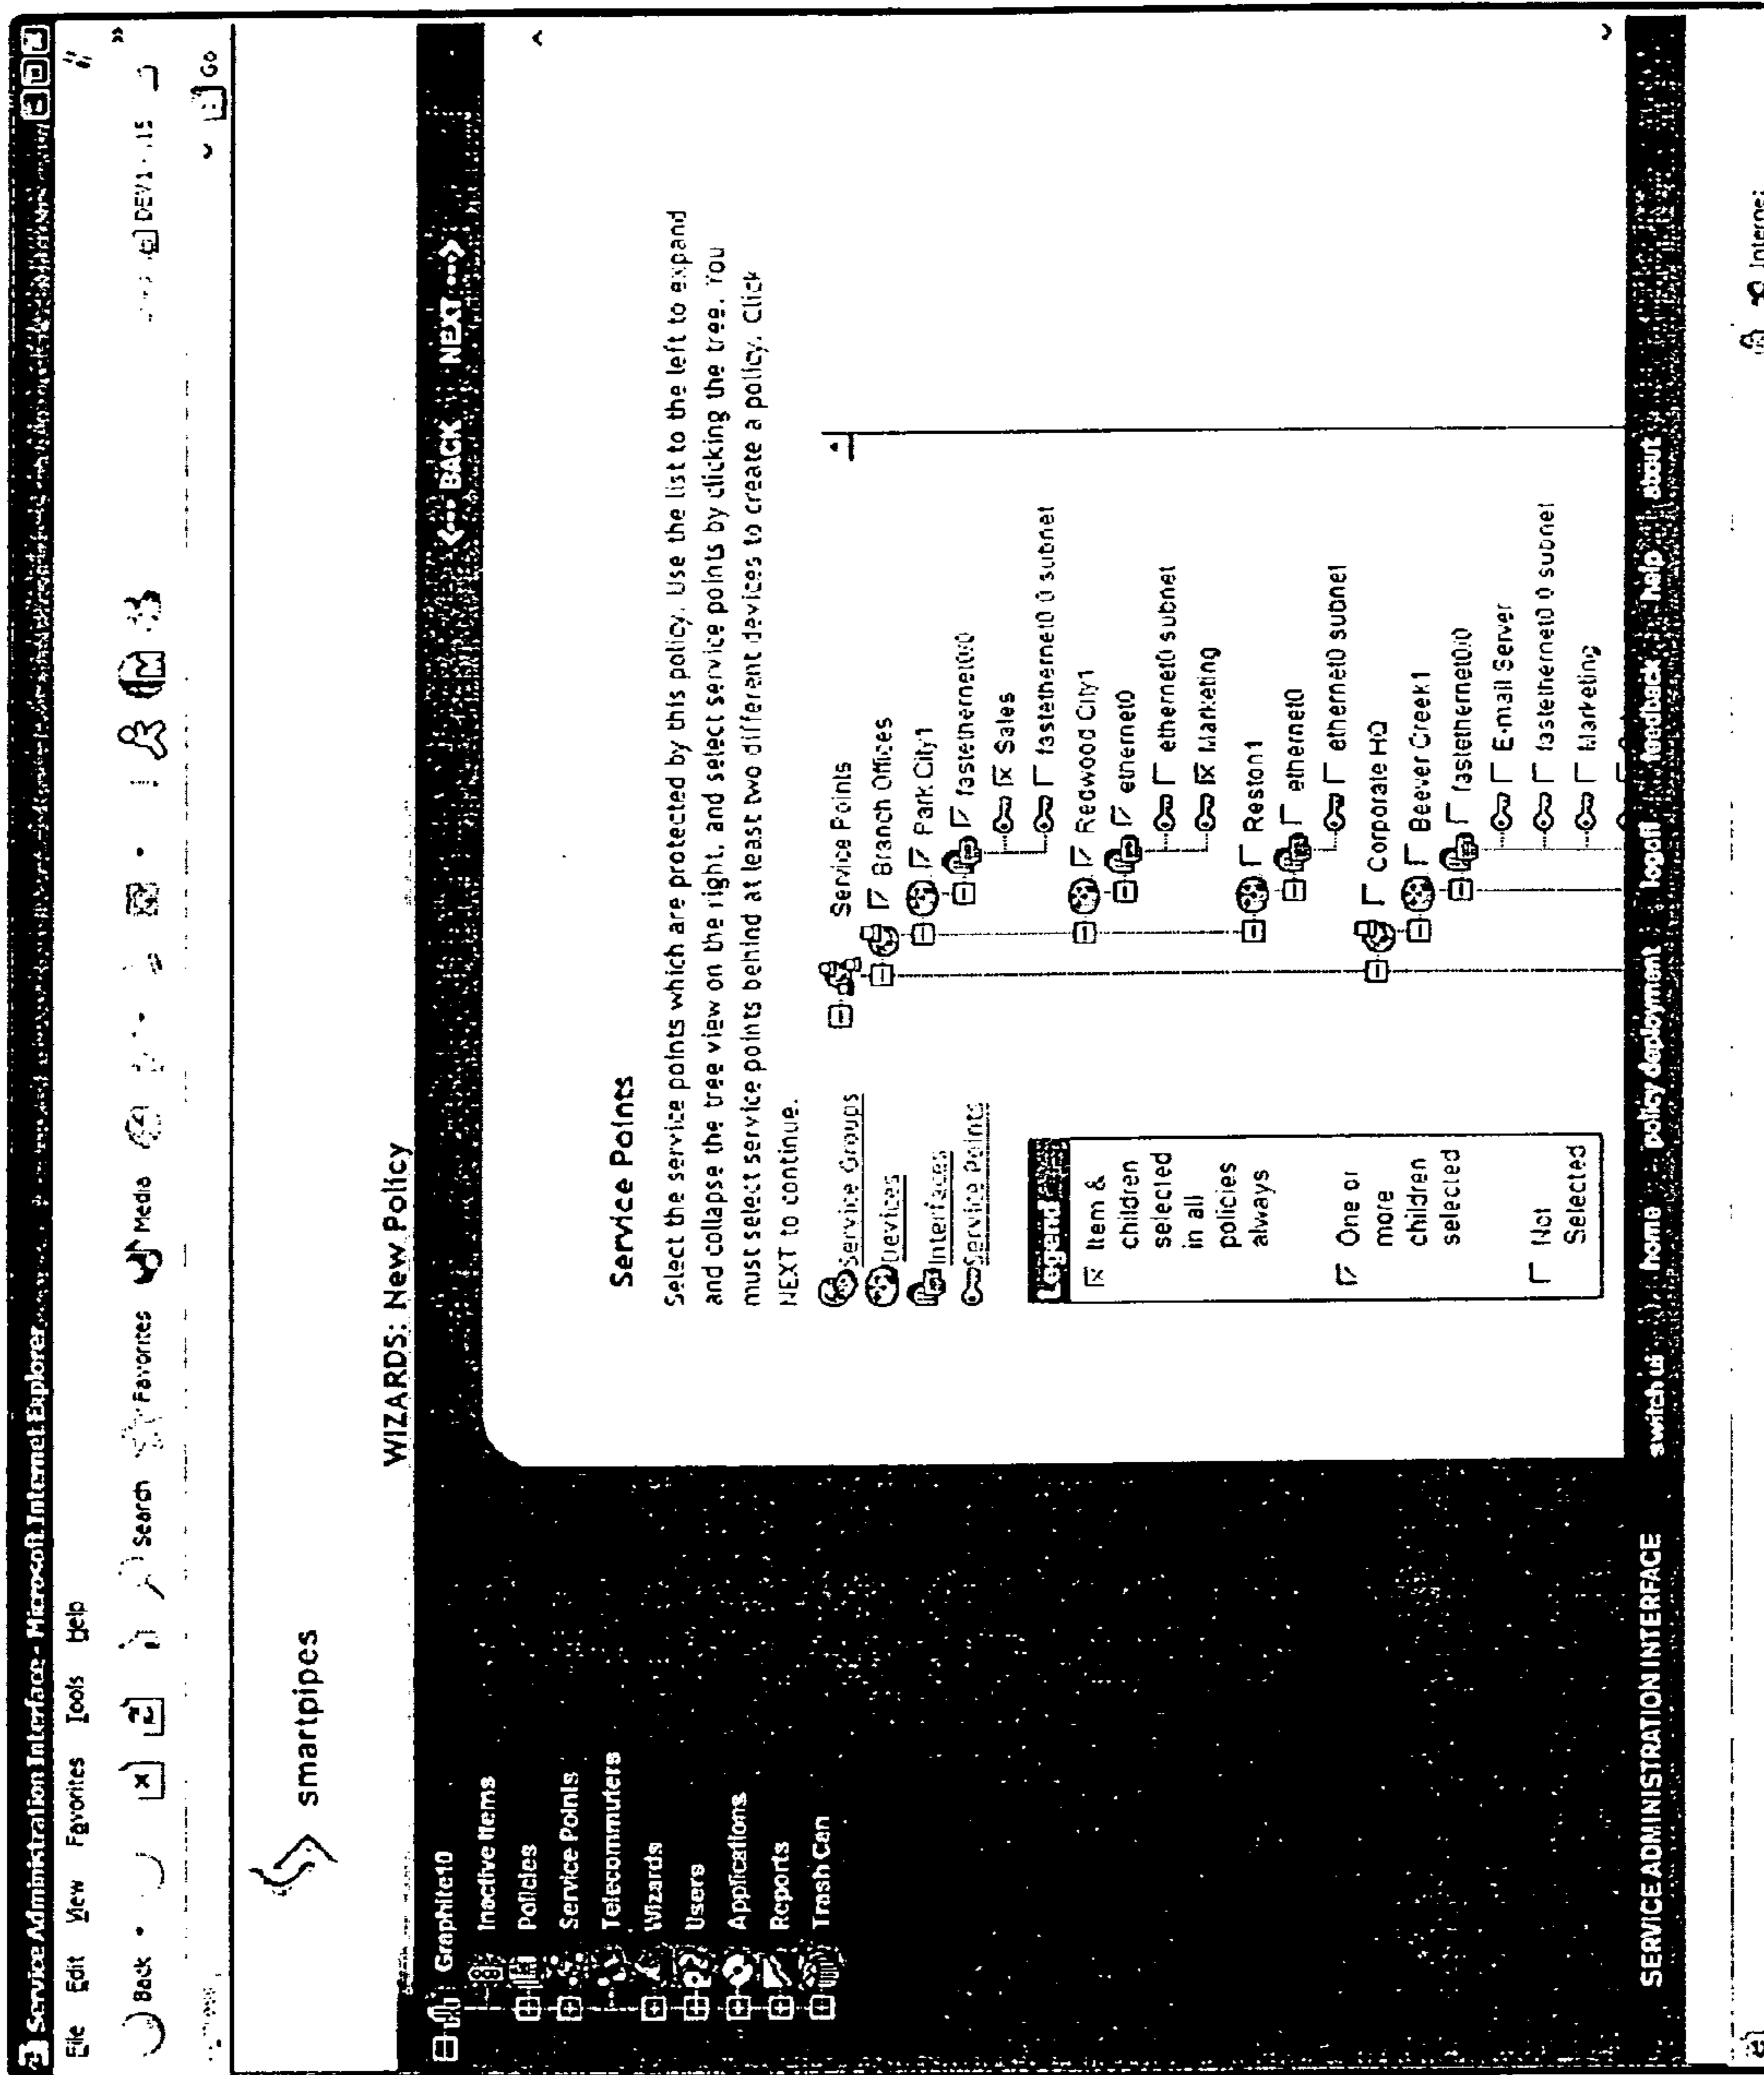 Service Administration Interface - Microsoft Internet Explorer
File Edit View Favorites Tools Help
Back Search Favorites Media
DEV1
Go
smartpipes
WIZARDS: New Policy
<--- BACK NEXT --->
Graphite10
Inactive Items
Policies
Service Points
Telecommuters
Wizards
Users
Applications
Reports
Trash Can
Service Points
Select the service points which are protected by this policy. Use the list to the left to expand
and collapse the tree view on the right, and select service points by clicking the tree. You
must select service points behind at least two different devices to create a policy. Click
NEXT to continue.
Service Groups
Devices
Interfaces
Service Points
Legend
Item &
children
selected
in all
policies
always
One or
more
children
selected
Not
Selected
Service Points
Branch Offices
Park City1
fastethernet0/0
Sales
fastethernet0 0 subnet
Redwood City1
ethernet0
ethernet0 subnet
Marketing
Reston1
ethernet0
ethernet0 subnet
Corporate HQ
Beever Creek1
fastethernet0/0
E-mail Server
fastethernet0 0 subnet
Marketing
SERVICE ADMINISTRATION INTERFACE
switch ui home policy deployment logoff feedback help about
Internet